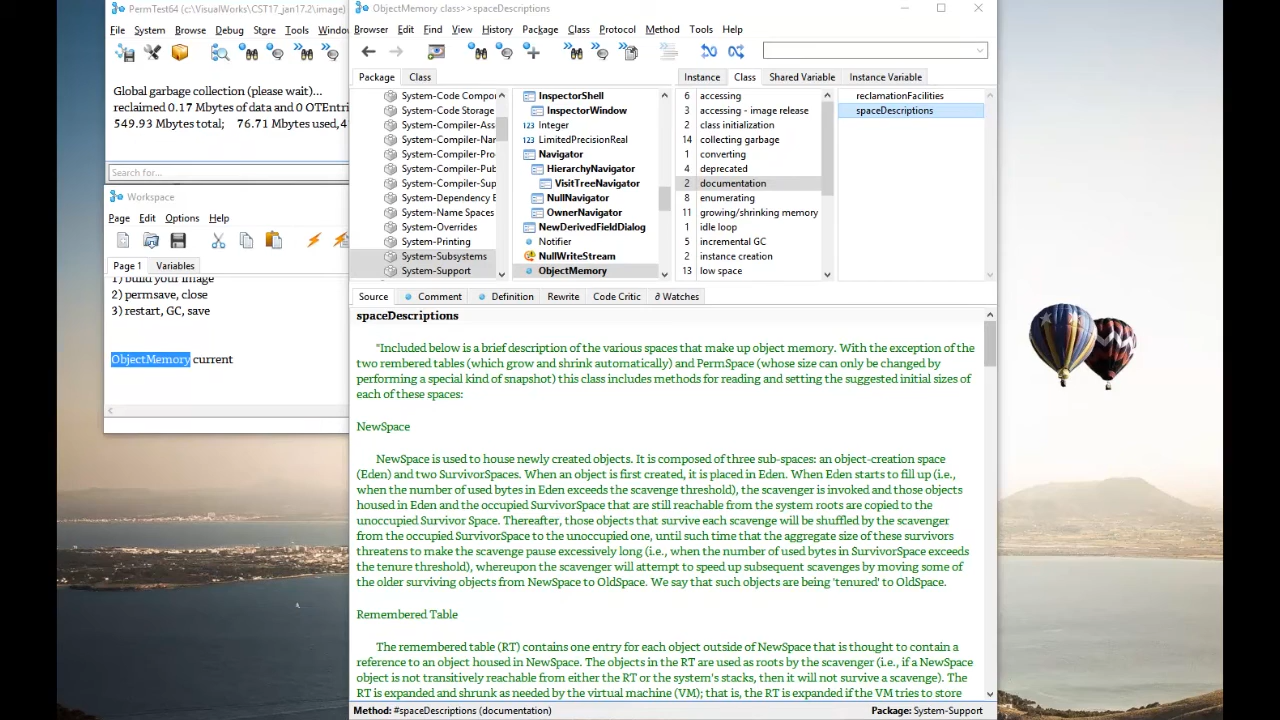 PermTest64 (c:\VisualWorks\CST17_jan17.2\image)
File System Browse Debug Store Tools Windo
Global garbage collection (please wait)...
reclaimed 0.17 Mbytes of data and 0 OTEntri
549.93 Mbytes total; 76.71 Mbytes used,
Search for...
Workspace
Page Edit Options Help
Page 1 Variables
1) build your image
2) permsave, close
3) restart, GC, save
ObjectMemory current
ObjectMemory class>>spaceDescriptions
Browser Edit Find View History Package Class Protocol Method Tools Help
Package Class
System-Code Compor
System-Code Storage
System-Compiler-Ass
System-Compiler-Nar
System-Compiler-Pro
System-Compiler-Pub
System-Compiler-Sup
System-Dependency E
System-Name Spaces
System-Overrides
System-Printing
System-Subsystems
System-Support
InspectorShell
InspectorWindow
123 Integer
123 LimitedPrecisionReal
Navigator
HierarchyNavigator
VisitTreeNavigator
NullNavigator
OwnerNavigator
NewDerivedFieldDialog
Notifier
NullWriteStream
ObjectMemory
Instance Class Shared Variable Instance Variable
6 accessing
3 accessing - image release
2 class initialization
14 collecting garbage
1 converting
4 deprecated
2 documentation
8 enumerating
11 growing/shrinking memory
1 idle loop
5 incremental GC
2 instance creation
13 low space
reclamationFacilities
spaceDescriptions
Source Comment Definition Rewrite Code Critic ∂ Watches
spaceDescriptions
"Included below is a brief description of the various spaces that make up object memory. With the exception of the
two rembered tables (which grow and shrink automatically) and PermSpace (whose size can only be changed by
performing a special kind of snapshot) this class includes methods for reading and setting the suggested initial sizes of
each of these spaces:
NewSpace
NewSpace is used to house newly created objects. It is composed of three sub-spaces: an object-creation space
(Eden) and two SurvivorSpaces. When an object is first created, it is placed in Eden. When Eden starts to fill up (i.e.,
when the number of used bytes in Eden exceeds the scavenge threshold), the scavenger is invoked and those objects
housed in Eden and the occupied SurvivorSpace that are still reachable from the system roots are copied to the
unoccupied Survivor Space. Thereafter, those objects that survive each scavenge will be shuffled by the scavenger
from the occupied SurvivorSpace to the unoccupied one, until such time that the aggregate size of these survivors
threatens to make the scavenge pause excessively long (i.e., when the number of used bytes in SurvivorSpace exceeds
the tenure threshold), whereupon the scavenger will attempt to speed up subsequent scavenges by moving some of
the older surviving objects from NewSpace to OldSpace. We say that such objects are being 'tenured' to OldSpace.
Remembered Table
The remembered table (RT) contains one entry for each object outside of NewSpace that is thought to contain a
reference to an object housed in NewSpace. The objects in the RT are used as roots by the scavenger (i.e., if a NewSpace
object is not transitively reachable from either the RT or the system's stacks, then it will not survive a scavenge). The
RT is expanded and shrunk as needed by the virtual machine (VM); that is, the RT is expanded if the VM tries to store
Method: #spaceDescriptions (documentation)
Package: System-Support